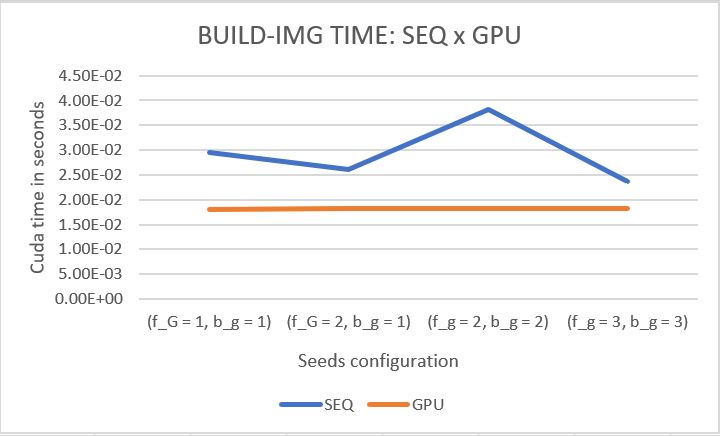 BUILD-IMG TIME: SEQ x GPU
4.50E-02
4.00E-02
3.50E-02
3.00E-02
2.50E-02
2.00E-02
1.50E-02
1.00E-02
5.00E-03
0.00E+00
Cuda time in seconds
(f_G = 1, b_g = 1) (f_G = 2, b_g = 1) (f_g = 2, b_g = 2) (f_g = 3, b_g = 3)
Seeds configuration
SEQ GPU